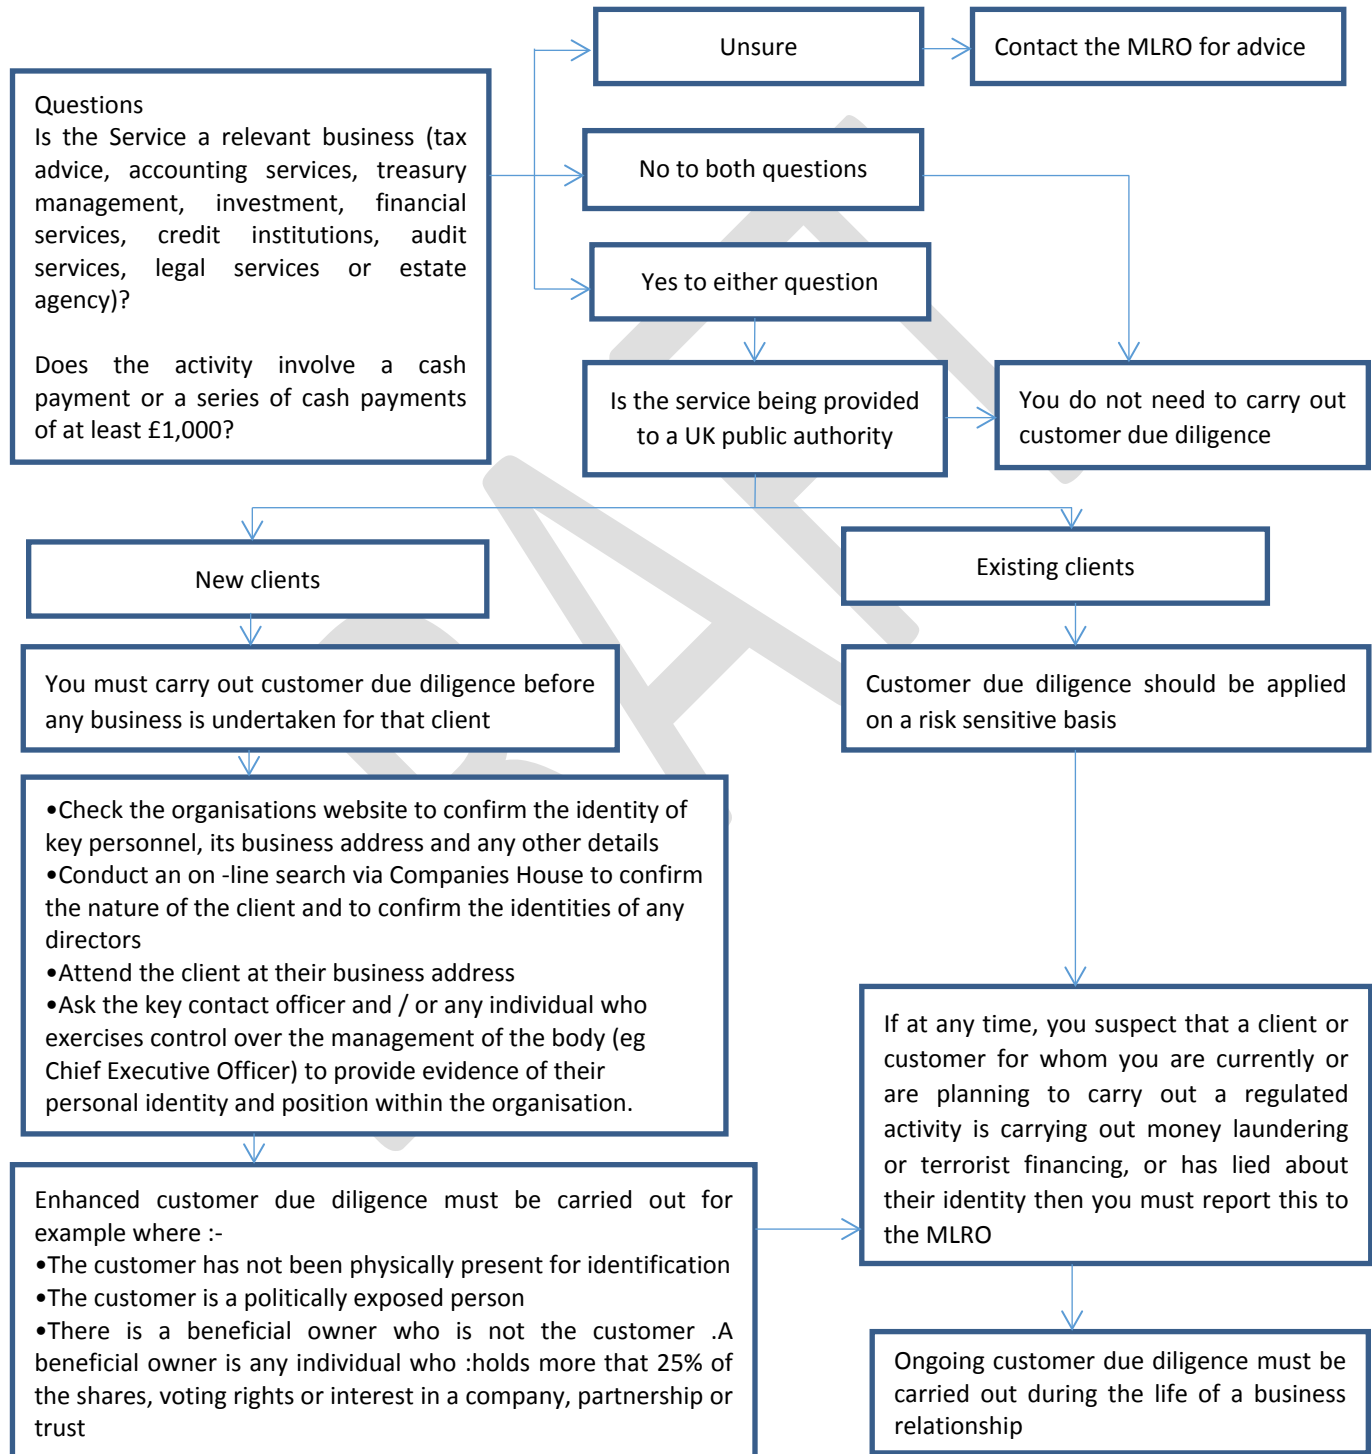 Unsure
Contact the MLRO for advice
Questions
Is the Service a relevant business (tax
advice, accounting services, treasury
management, investment, financial
services, credit institutions, audit
services, legal services or estate
agency)?
Does the activity involve a cash
payment or a series of cash payments
of at least £1,000?
No to both questions
Yes to either question
Is the service being provided
to a UK public authority
You do not need to carry out
customer due diligence
New clients
Existing clients
You must carry out customer due diligence before
any business is undertaken for that client
Customer due diligence should be applied
on a risk sensitive basis
•Check the organisations website to confirm the identity of
key personnel, its business address and any other details
•Conduct an on -line search via Companies House to confirm
the nature of the client and to confirm the identities of any
directors
•Attend the client at their business address
•Ask the key contact officer and / or any individual who
exercises control over the management of the body (eg
Chief Executive Officer) to provide evidence of their
personal identity and position within the organisation.
If at any time, you suspect that a client or
customer for whom you are currently or
are planning to carry out a regulated
activity is carrying out money laundering
or terrorist financing, or has lied about
their identity then you must report this to
the MLRO
Enhanced customer due diligence must be carried out for
example where :-
•The customer has not been physically present for identification
•The customer is a politically exposed person
•There is a beneficial owner who is not the customer .A
beneficial owner is any individual who :holds more that 25% of
the shares, voting rights or interest in a company, partnership or
trust
Ongoing customer due diligence must be
carried out during the life of a business
relationship
DRAFT